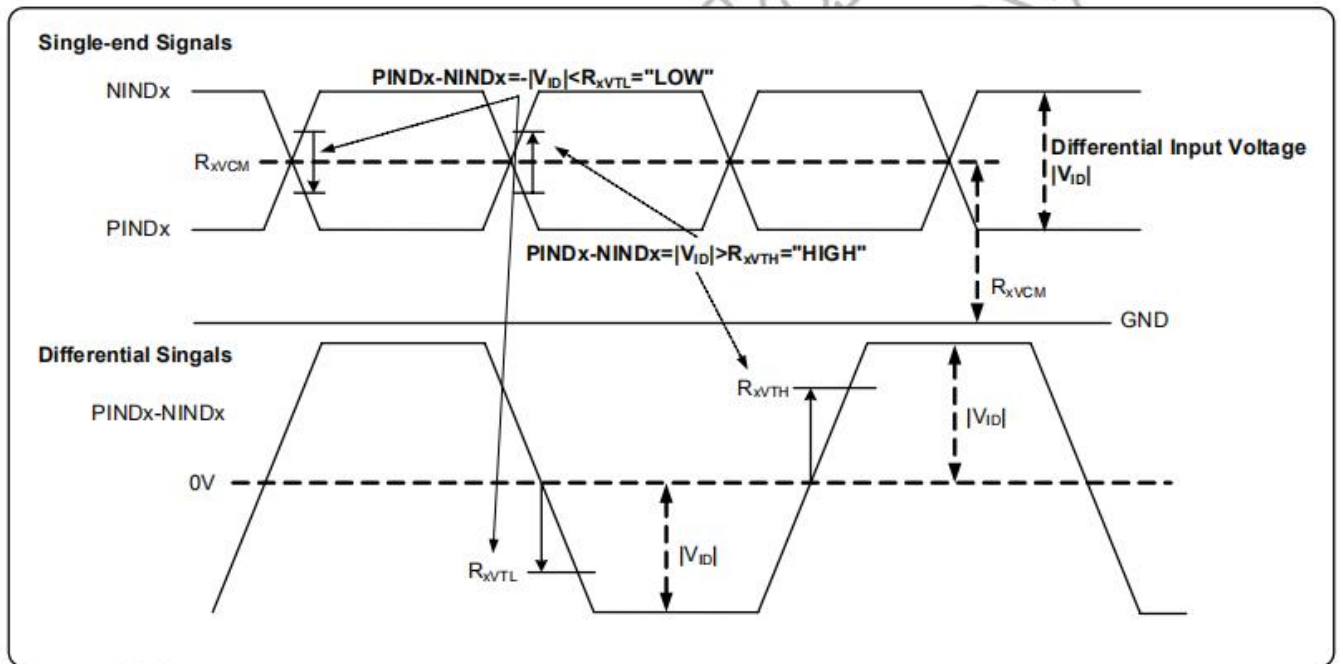 Single-end Signals
PINDx-NINDx=-|VID|<RxVTL="LOW"
NINDx
RxVCM
Differential Input Voltage
|VID|
PINDx
PINDx-NINDx=|VID|>RxVTH="HIGH"
RxVCM
GND
Differential Singals
RxVTH
PINDx-NINDx
|VID|
0V
|VID|
RxVTL